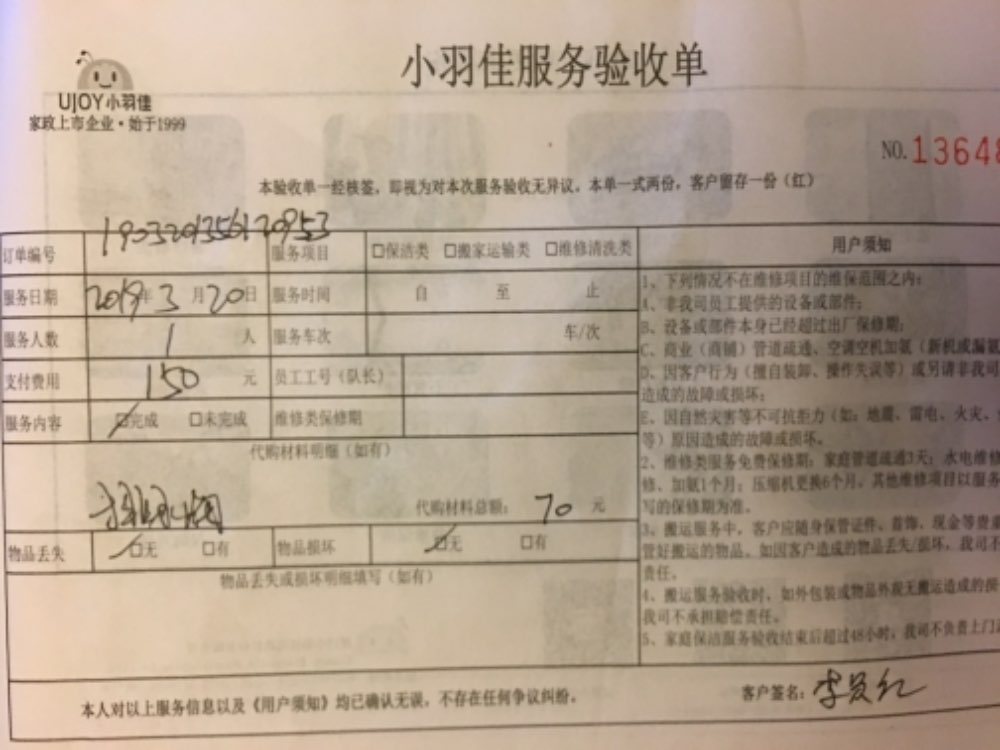 小羽佳服务验收单
UJOY小羽佳
家政上市企业·始于1999
NO.13648
本验收单一经核签,即视为对本次服务验收无异议。本单一式两份,客户留存一份(红)
订单编号 1903201356120953 服务项目 □保洁类 □搬家运输类 □维修清洗类
服务日期 2019年3月20日 服务时间 自 至 止
服务人数 1 人 服务车次 车/次
支付费用 150 元 员工工号(队长)
服务内容 ☑完成 □未完成 维修类保修期
代购材料明细(如有)
代购材料总额: 70 元
物品丢失 ☑无 □有 物品损坏 ☑无 □有
物品丢失或损坏明细填写(如有)
用户须知
1、下列情况不在维修项目的维保范围之内:
A、非我司员工提供的设备或部件;
B、设备或部件本身已经超过出厂保修期;
C、商业(商铺)管道疏通、空调空机加氨(新机或漏氨
D、因客户行为(擅自装卸、操作失误等)或另请非我司
造成的故障或损坏;
E、因自然灾害等不可抗拒力(如:地震、雷电、火灾、
等)原因造成的故障或损坏。
2、维修类服务免费保修期:家庭管道疏通3天;水电维修
修、加氨1个月;压缩机更换6个月。其他维修项目以服务
写的保修期为准。
3、搬运服务中,客户应随身保管证件、首饰、现金等贵重
管好搬运的物品。如因客户造成的物品丢失/损坏,我司不
责任。
4、搬运服务验收时,如外包装或物品外观无搬运造成的损
我司不承担赔偿责任。
5、家庭保洁服务验收结束后超过48小时,我司不负责上门
本人对以上服务信息以及《用户须知》均已确认无误,不存在任何争议纠纷。
客户签名: